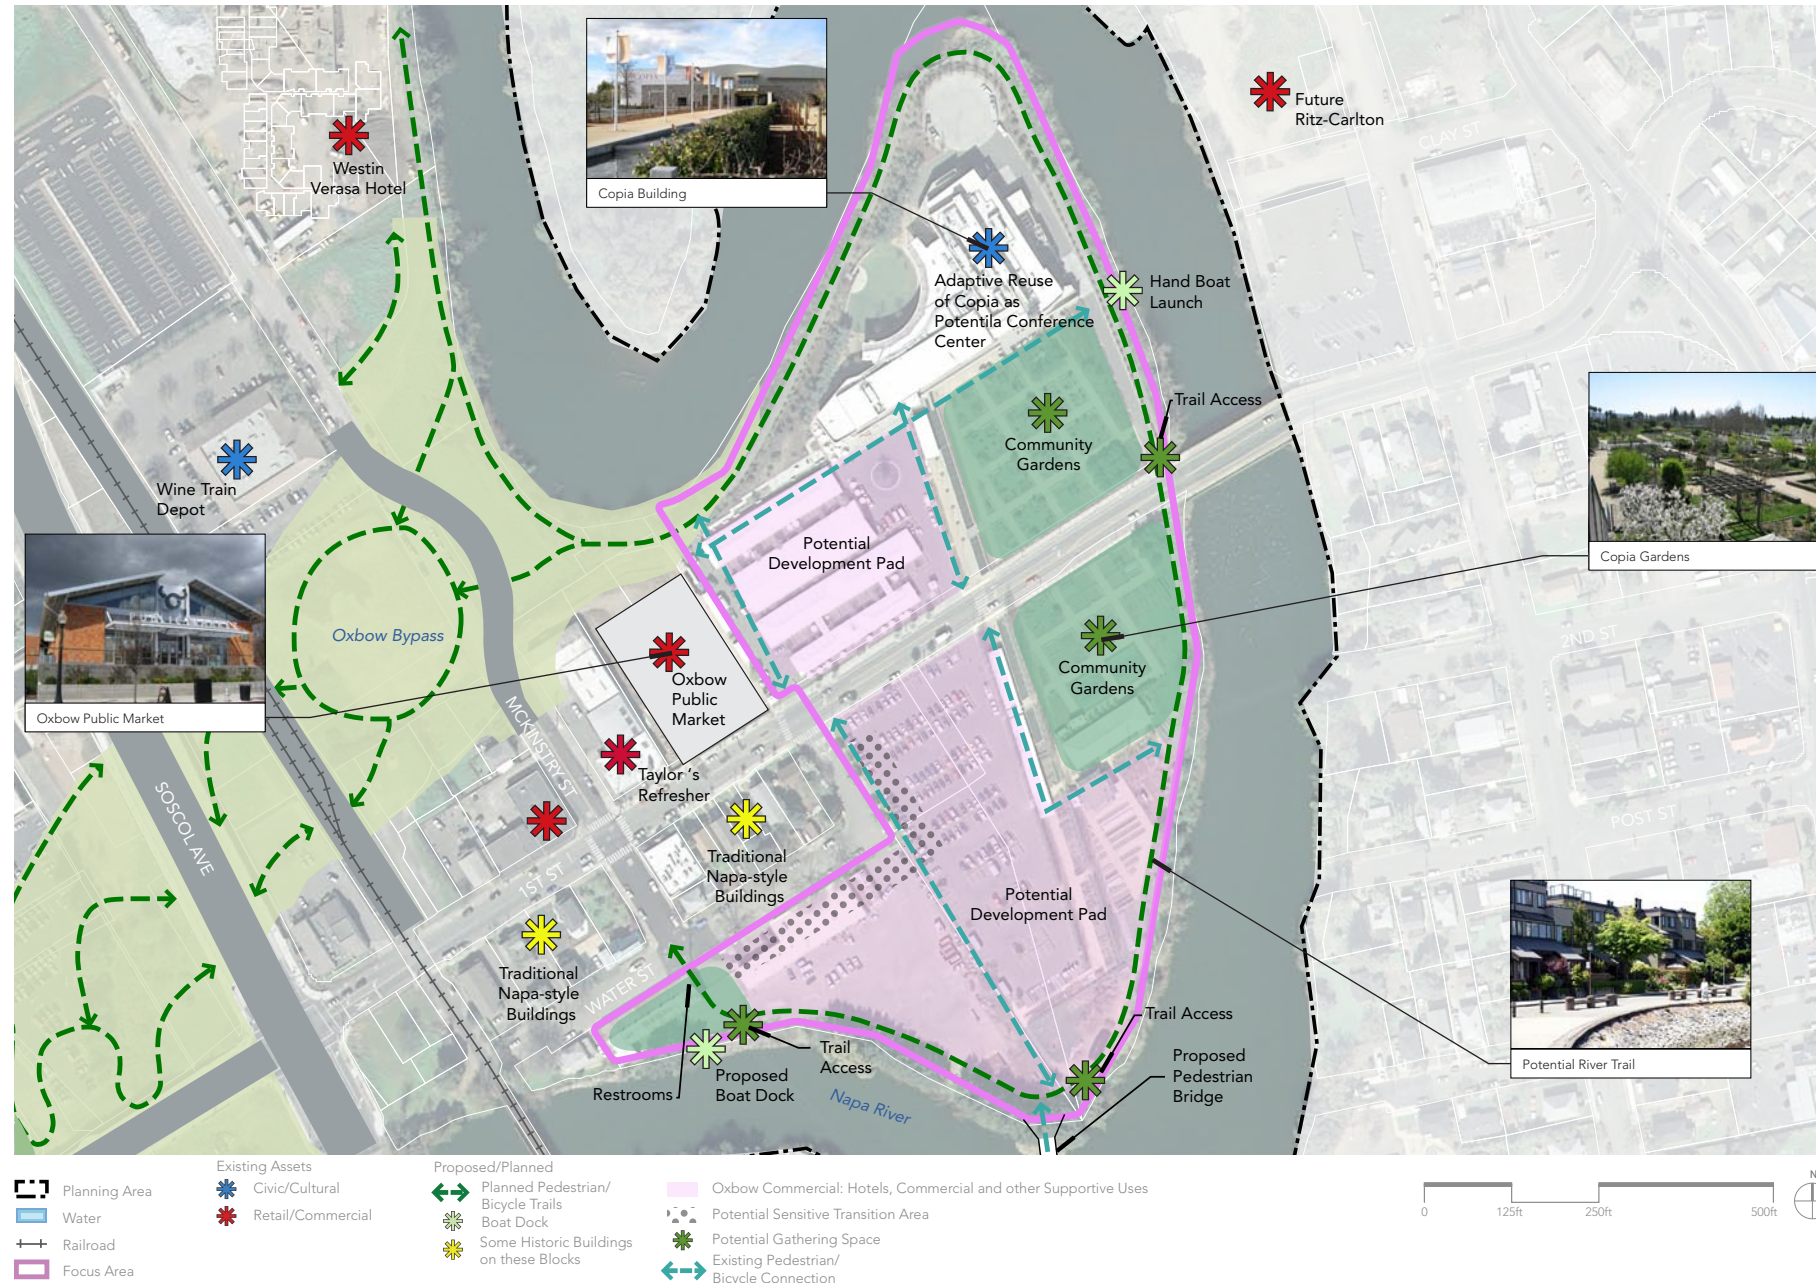 Copia Building
Future
Ritz-Carlton
CLAY ST
Westin
Verasa Hotel
Adaptive Reuse
of Copia as
Potentila Conference
Center
Hand Boat
Launch
Trail Access
Community
Gardens
Wine Train
Depot
Potential
Development Pad
Copia Gardens
Oxbow Bypass
2ND ST
Community
Gardens
Oxbow
Public
Market
Oxbow Public Market
MCKINSTRY ST
Taylor 's
Refresher
SOSCOL AVE
POST ST
1ST ST
Traditional
Napa-style
Buildings
Potential
Development Pad
Traditional
Napa-style
Buildings
WATER ST
Trail Access
Trail
Access
Proposed
Pedestrian
Bridge
Potential River Trail
Restrooms
Proposed
Boat Dock
Napa River
Planning Area
Water
Railroad
Focus Area
Existing Assets
Civic/Cultural
Retail/Commercial
Proposed/Planned
Planned Pedestrian/
Bicycle Trails
Boat Dock
Some Historic Buildings
on these Blocks
Oxbow Commercial: Hotels, Commercial and other Supportive Uses
Potential Sensitive Transition Area
Potential Gathering Space
Existing Pedestrian/
Bicycle Connection
0 125ft 250ft 500ft
N